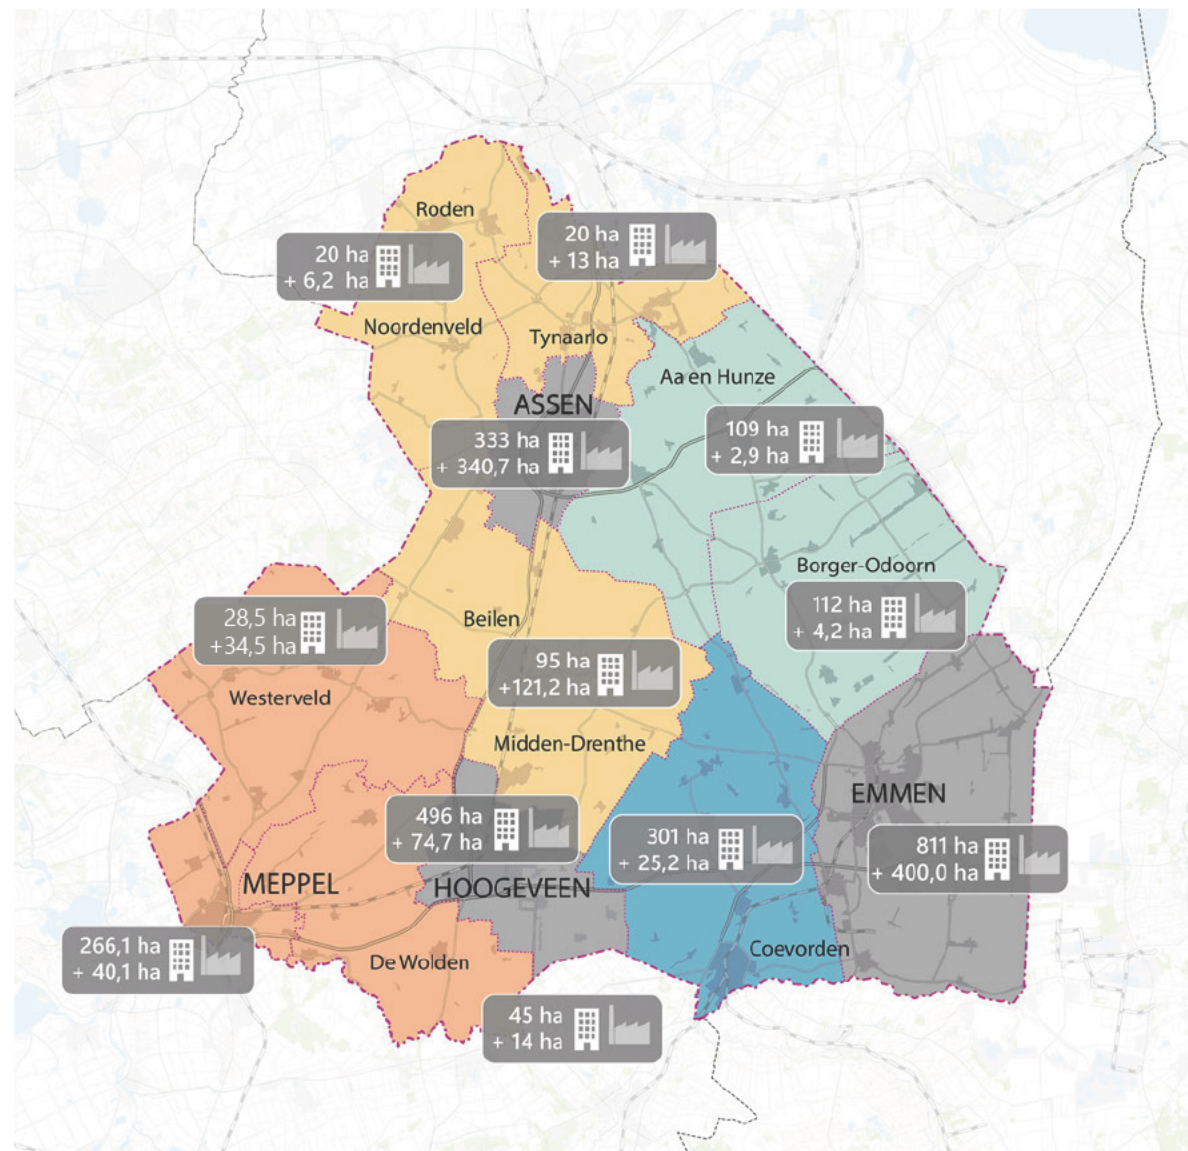 Roden
20 ha
+ 13 ha
20 ha
+ 6,2 ha
Noordenveld
Tynaarlo
Aa en Hunze
ASSEN
333 ha
+ 340,7 ha
109 ha
+ 2,9 ha
Borger-Odoorn
112 ha
+ 4,2 ha
28,5 ha
+34,5 ha
Beilen
95 ha
+121,2 ha
Westerveld
Midden-Drenthe
EMMEN
496 ha
+ 74,7 ha
301 ha
+ 25,2 ha
811 ha
+ 400,0 ha
MEPPEL
HOOGEVEEN
266,1 ha
+ 40,1 ha
De Wolden
Coevorden
45 ha
+ 14 ha